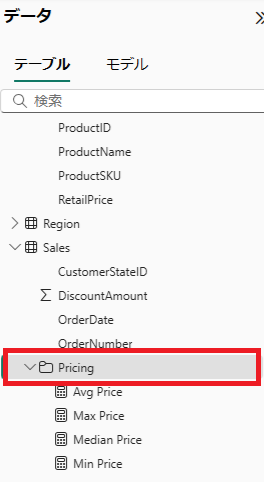 データ
テーブル モデル
検索
ProductID
ProductName
ProductSKU
RetailPrice
Region
Sales
CustomerStateID
DiscountAmount
OrderDate
OrderNumber
Pricing
Avg Price
Max Price
Median Price
Min Price